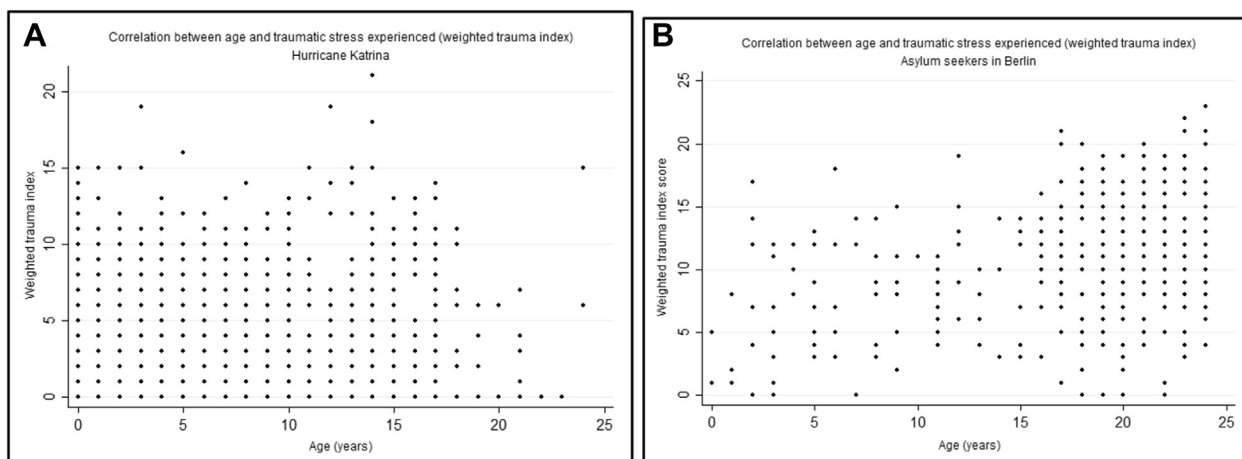 A
Correlation between age and traumatic stress experienced (weighted trauma index)
Hurricane Katrina
Weighted trauma index
20
15
10
5
0
0 5 10 15 20 25
Age (years)
B
Correlation between age and traumatic stress experienced (weighted trauma index)
Asylum seekers in Berlin
Weighted trauma index score
25
20
15
10
5
0
0 5 10 15 20 25
Age (years)